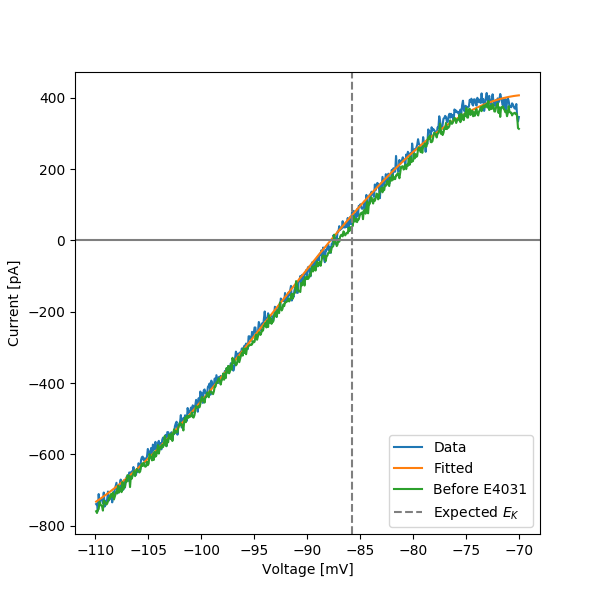 400
200
0
−200
−400
−600
−800
Current [pA]
Data
Fitted
Before E4031
Expected E_K
−110 −105 −100 −95 −90 −85 −80 −75 −70
Voltage [mV]